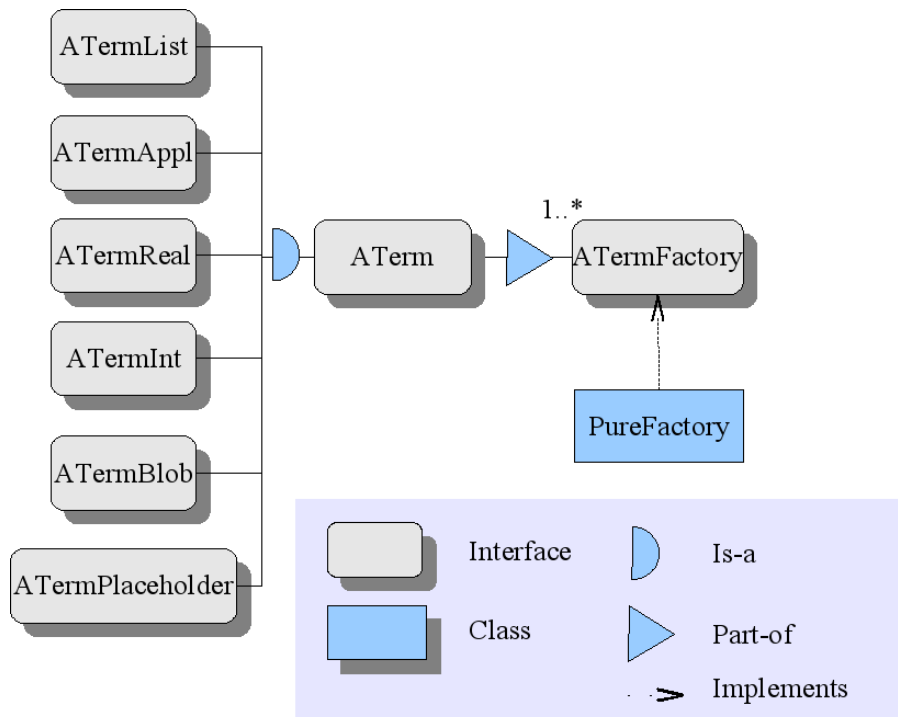 ATermList
ATermAppl
ATermReal
ATermInt
ATermBlob
ATermPlaceholder
ATerm
1..*
ATermFactory
PureFactory
Interface
Is-a
Class
Part-of
Implements